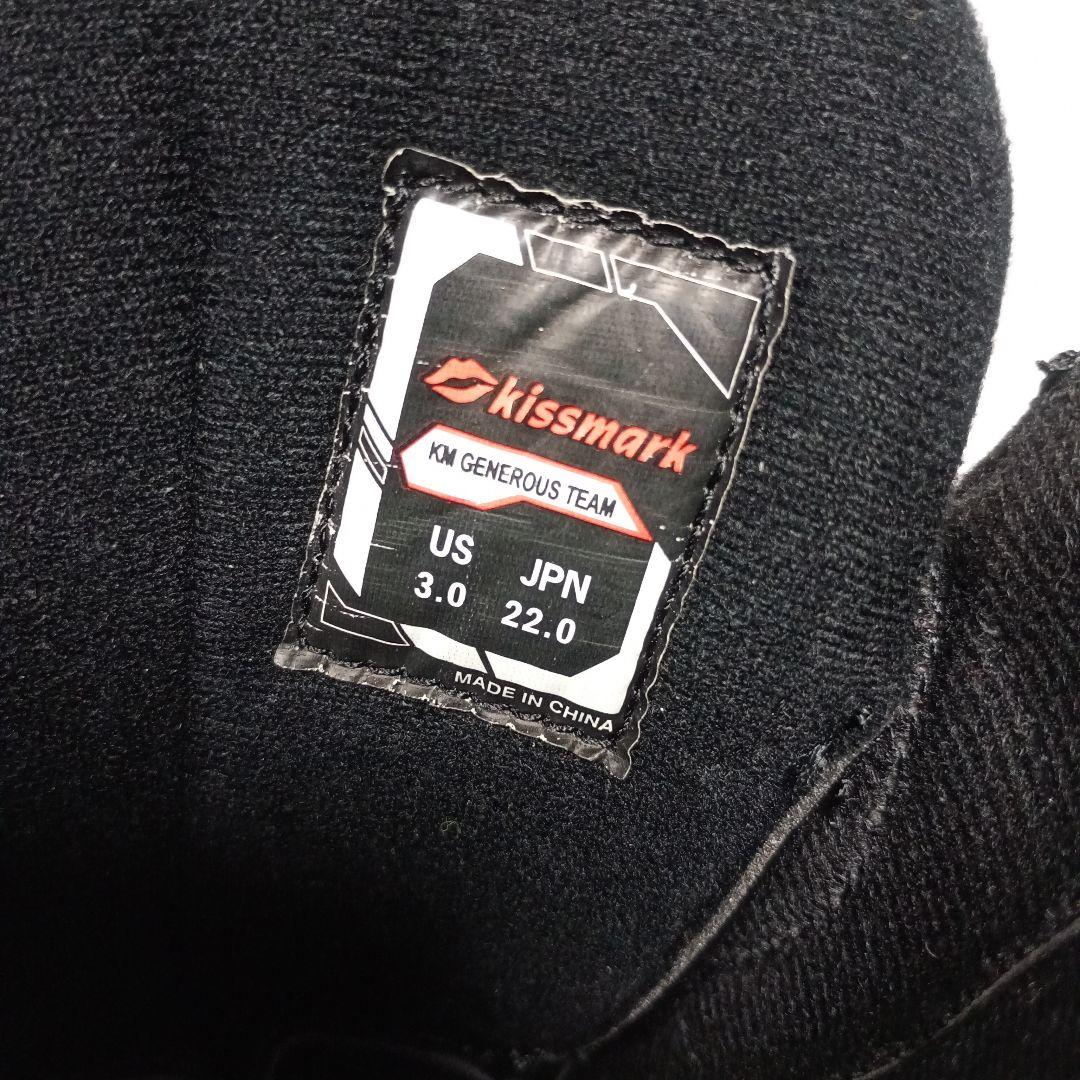 kissmark
KM GENEROUS TEAM
US JPN
3.0 22.0
MADE IN CHINA